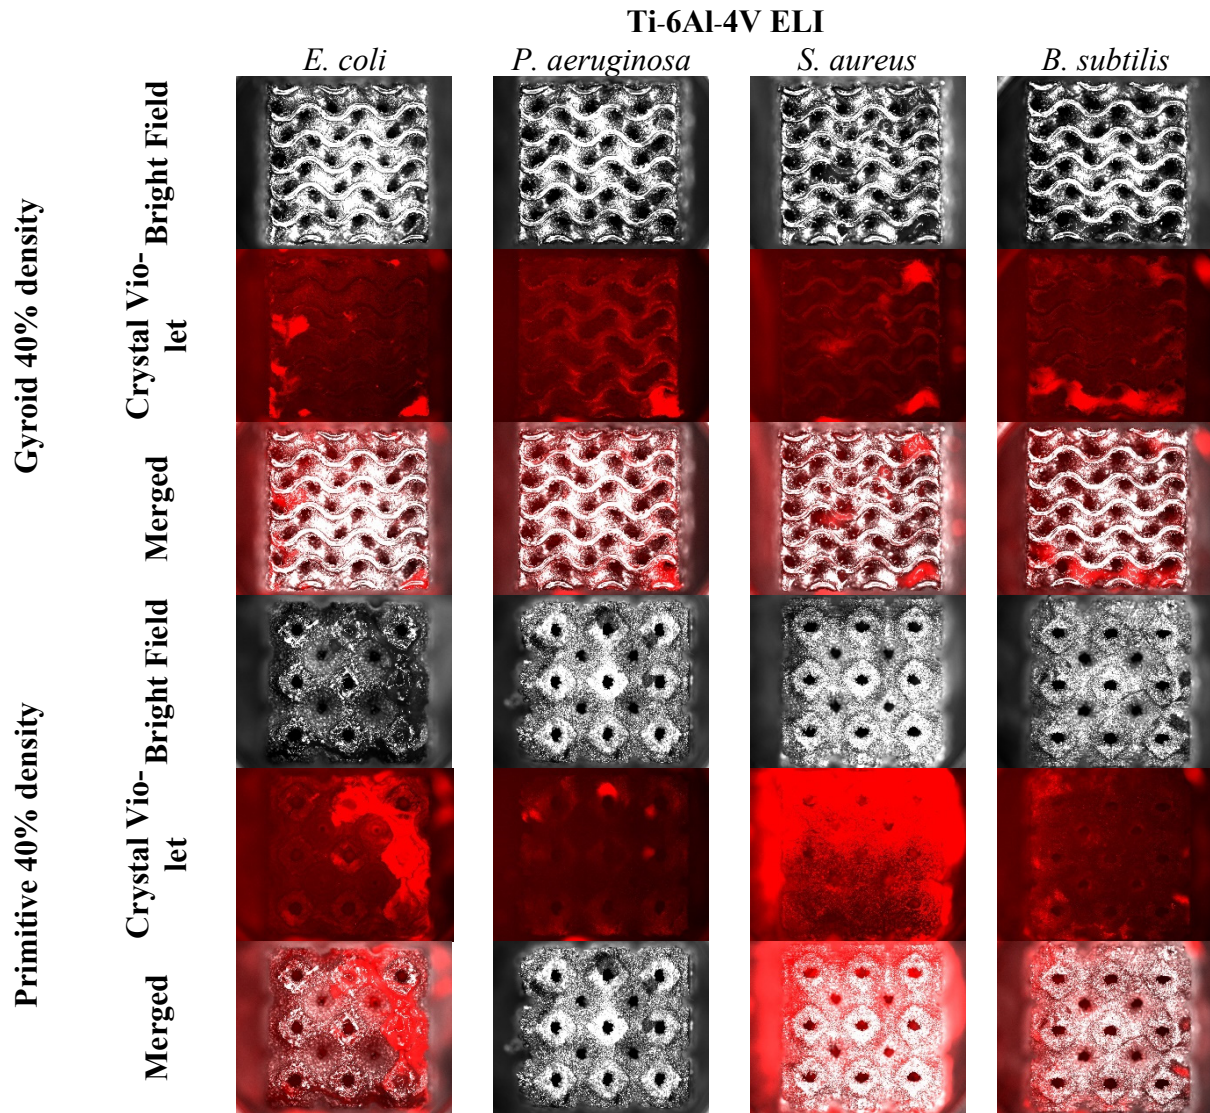 Ti-6Al-4V ELI
E. coli P. aeruginosa S. aureus B. subtilis
Gyroid 40% density
Bright Field
Crystal Vio-
let
Merged
Primitive 40% density
Bright Field
Crystal Vio-
let
Merged